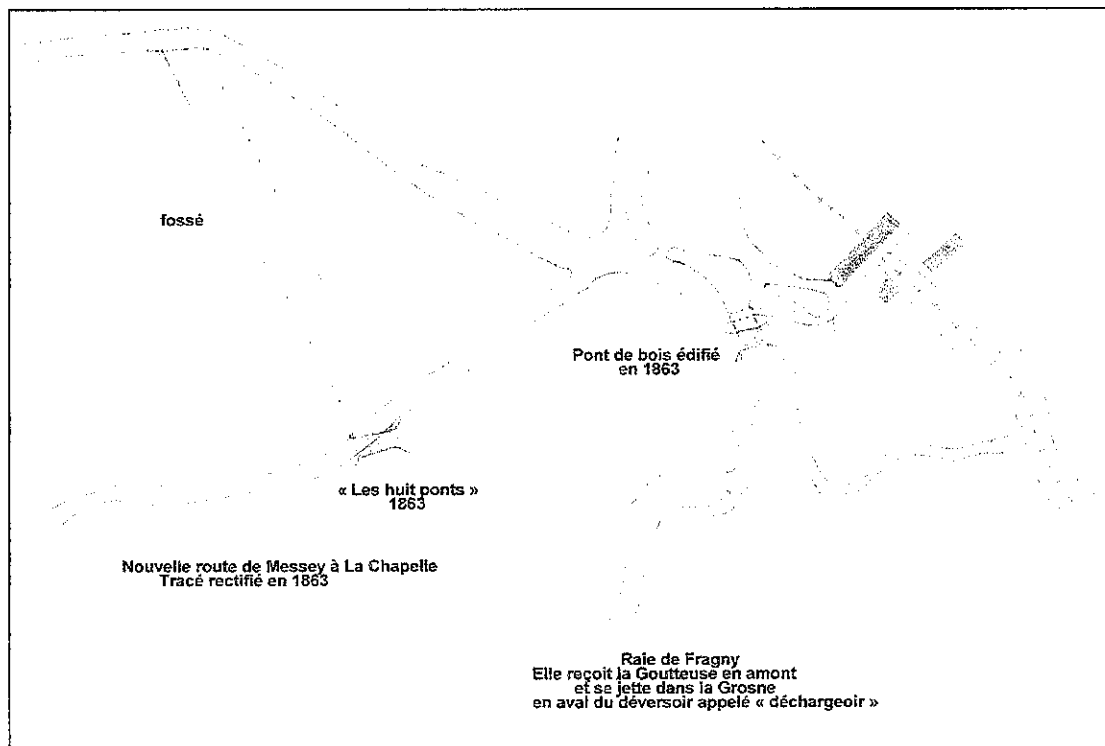 fossé
Pont de bois édifié
en 1863
« Les huit ponts »
1863
Nouvelle route de Messey à La Chapelle
Tracé rectifié en 1863
Raie de Fragny
Elle reçoit la Goutteuse en amont
et se jette dans la Grosne
en aval du déversoir appelé « déchargeoir »